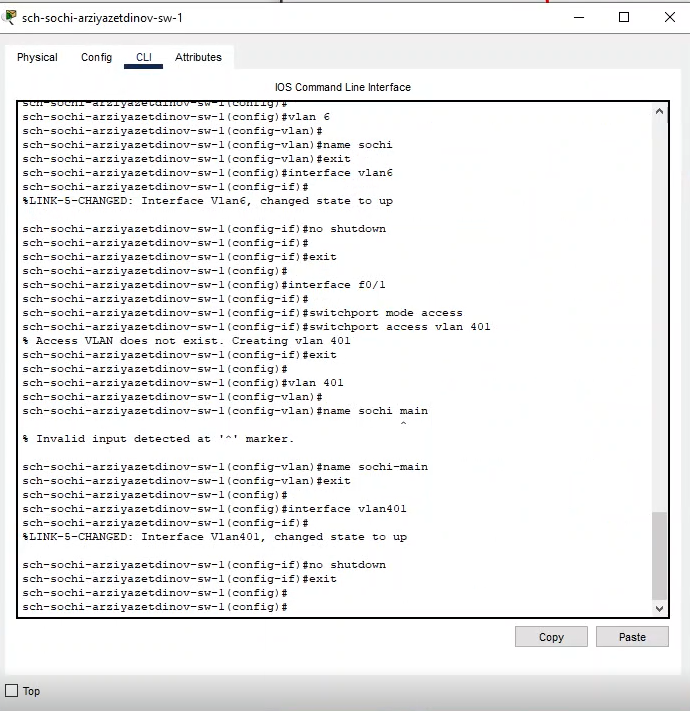 sch-sochi-arziyazetdinov-sw-1
Physical Config CLI Attributes
IOS Command Line Interface
sch-sochi-arziyazetdinov-sw-1(config)#
sch-sochi-arziyazetdinov-sw-1(config)#vlan 6
sch-sochi-arziyazetdinov-sw-1(config-vlan)#
sch-sochi-arziyazetdinov-sw-1(config-vlan)#name sochi
sch-sochi-arziyazetdinov-sw-1(config-vlan)#exit
sch-sochi-arziyazetdinov-sw-1(config)#interface vlan6
sch-sochi-arziyazetdinov-sw-1(config-if)#
%LINK-5-CHANGED: Interface Vlan6, changed state to up
sch-sochi-arziyazetdinov-sw-1(config-if)#no shutdown
sch-sochi-arziyazetdinov-sw-1(config-if)#
sch-sochi-arziyazetdinov-sw-1(config-if)#exit
sch-sochi-arziyazetdinov-sw-1(config)#
sch-sochi-arziyazetdinov-sw-1(config)#interface f0/1
sch-sochi-arziyazetdinov-sw-1(config-if)#
sch-sochi-arziyazetdinov-sw-1(config-if)#switchport mode access
sch-sochi-arziyazetdinov-sw-1(config-if)#switchport access vlan 401
% Access VLAN does not exist. Creating vlan 401
sch-sochi-arziyazetdinov-sw-1(config-if)#exit
sch-sochi-arziyazetdinov-sw-1(config)#
sch-sochi-arziyazetdinov-sw-1(config)#vlan 401
sch-sochi-arziyazetdinov-sw-1(config-vlan)#
sch-sochi-arziyazetdinov-sw-1(config-vlan)#name sochi main
^
% Invalid input detected at '^' marker.
sch-sochi-arziyazetdinov-sw-1(config-vlan)#name sochi-main
sch-sochi-arziyazetdinov-sw-1(config-vlan)#exit
sch-sochi-arziyazetdinov-sw-1(config)#
sch-sochi-arziyazetdinov-sw-1(config)#interface vlan401
sch-sochi-arziyazetdinov-sw-1(config-if)#
%LINK-5-CHANGED: Interface Vlan401, changed state to up
sch-sochi-arziyazetdinov-sw-1(config-if)#no shutdown
sch-sochi-arziyazetdinov-sw-1(config-if)#exit
sch-sochi-arziyazetdinov-sw-1(config)#
sch-sochi-arziyazetdinov-sw-1(config)#
Copy Paste
Top